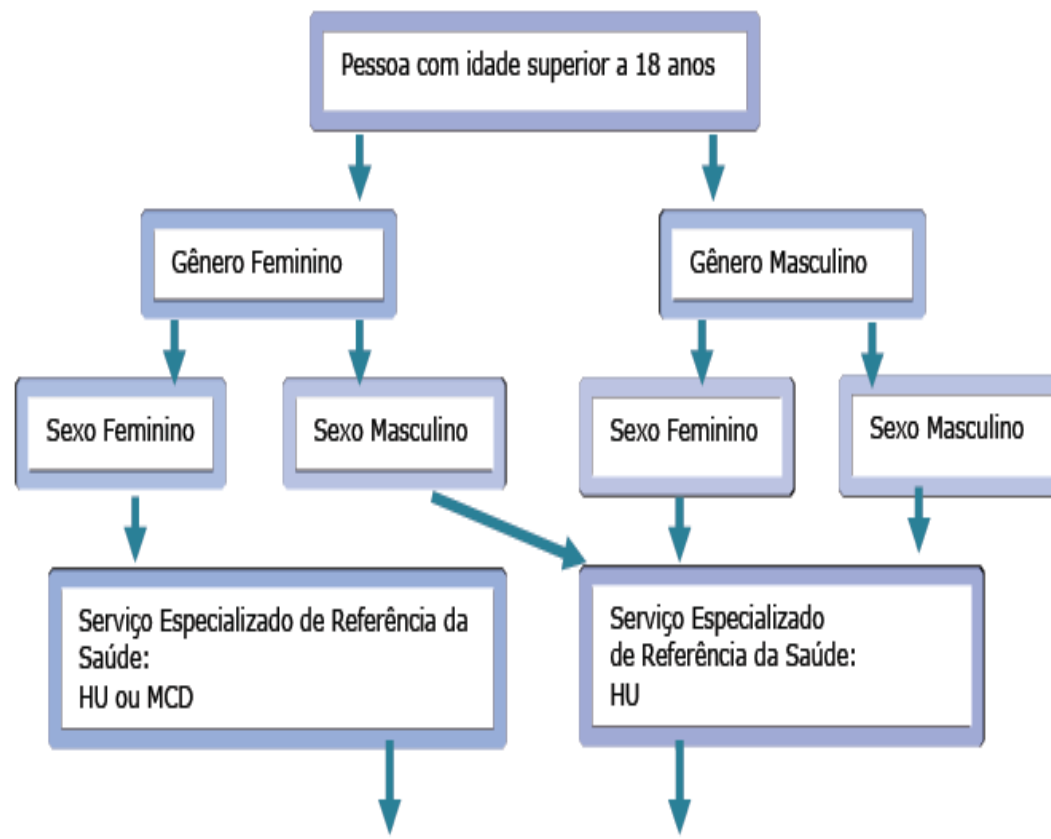 Pessoa com idade superior a 18 anos
Gênero Feminino
Gênero Masculino
Sexo Feminino
Sexo Masculino
Sexo Feminino
Sexo Masculino
Serviço Especializado de Referência da
Saúde:
HU ou MCD
Serviço Especializado
de Referência da Saúde:
HU